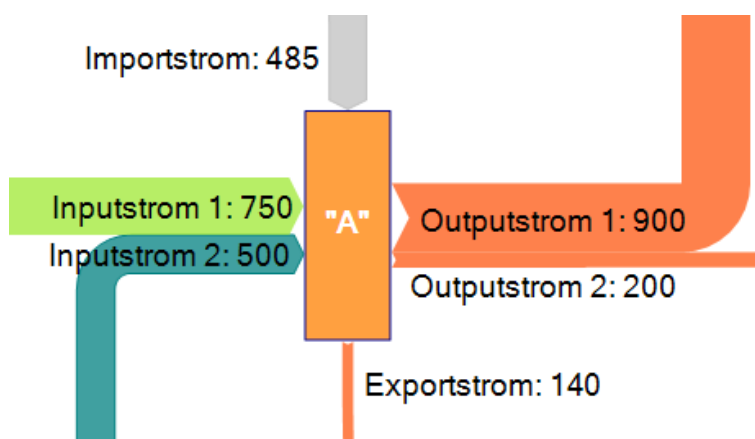 Importstrom: 485
Inputstrom 1: 750
"A"
Outputstrom 1: 900
Inputstrom 2: 500
Outputstrom 2: 200
Exportstrom: 140